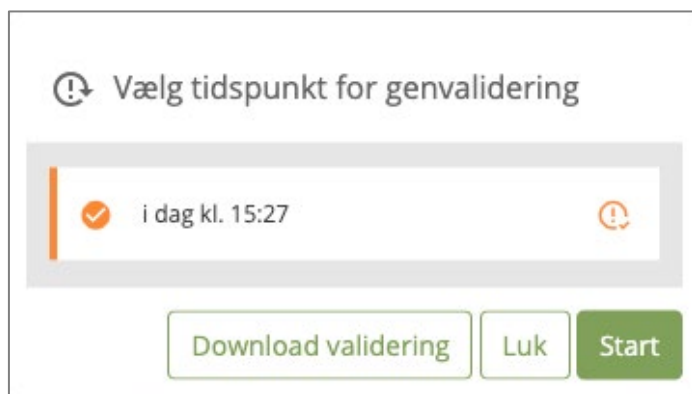 Vælg tidspunkt for genvalidering
i dag kl. 15:27
Download validering Luk Start